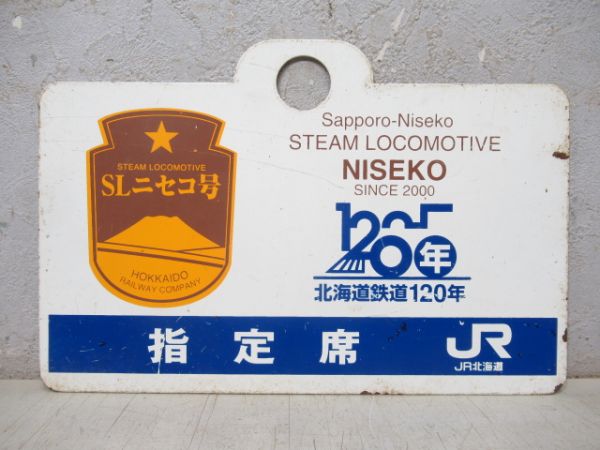 STEAM LOCOMOTIVE
SLニセコ号
HOKKAIDO
RAILWAY COMPANY
Sapporo-Niseko
STEAM LOCOMOTIVE
NISEKO
SINCE 2000
120年
北海道鉄道120年
指定席
JR
JR北海道